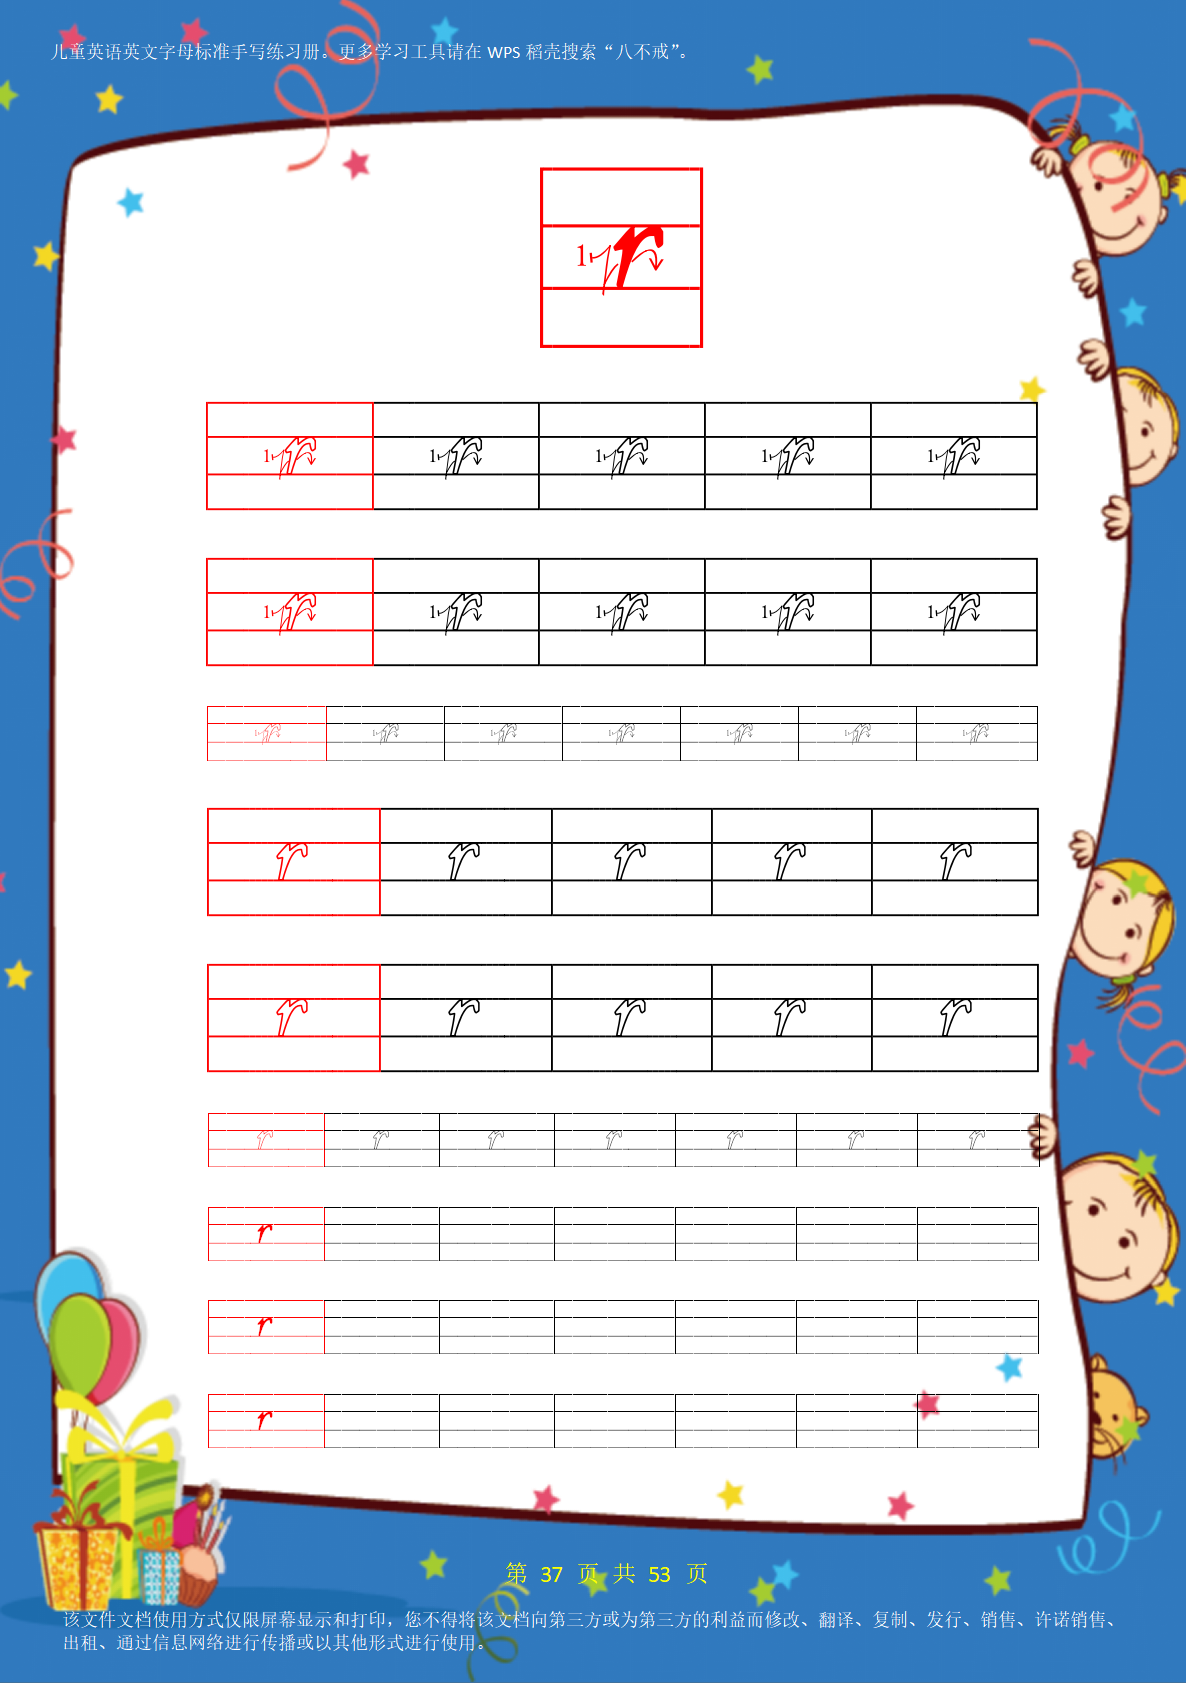 儿童英语英文字母标准手写练习册。更多学习工具请在 WPS 稻壳搜索“八不戒”。
1 r
1 r 1 r 1 r 1 r 1 r
1 r 1 r 1 r 1 r 1 r
1 r 1 r 1 r 1 r 1 r 1 r 1 r
r r r r r
r r r r r
r r r r r r r
r
r
r
第 37 页 共 53 页
该文件文档使用方式仅限屏幕显示和打印，您不得将该文档向第三方或为第三方的利益而修改、翻译、复制、发行、销售、许诺销售、
出租、通过信息网络进行传播或以其他形式进行使用。